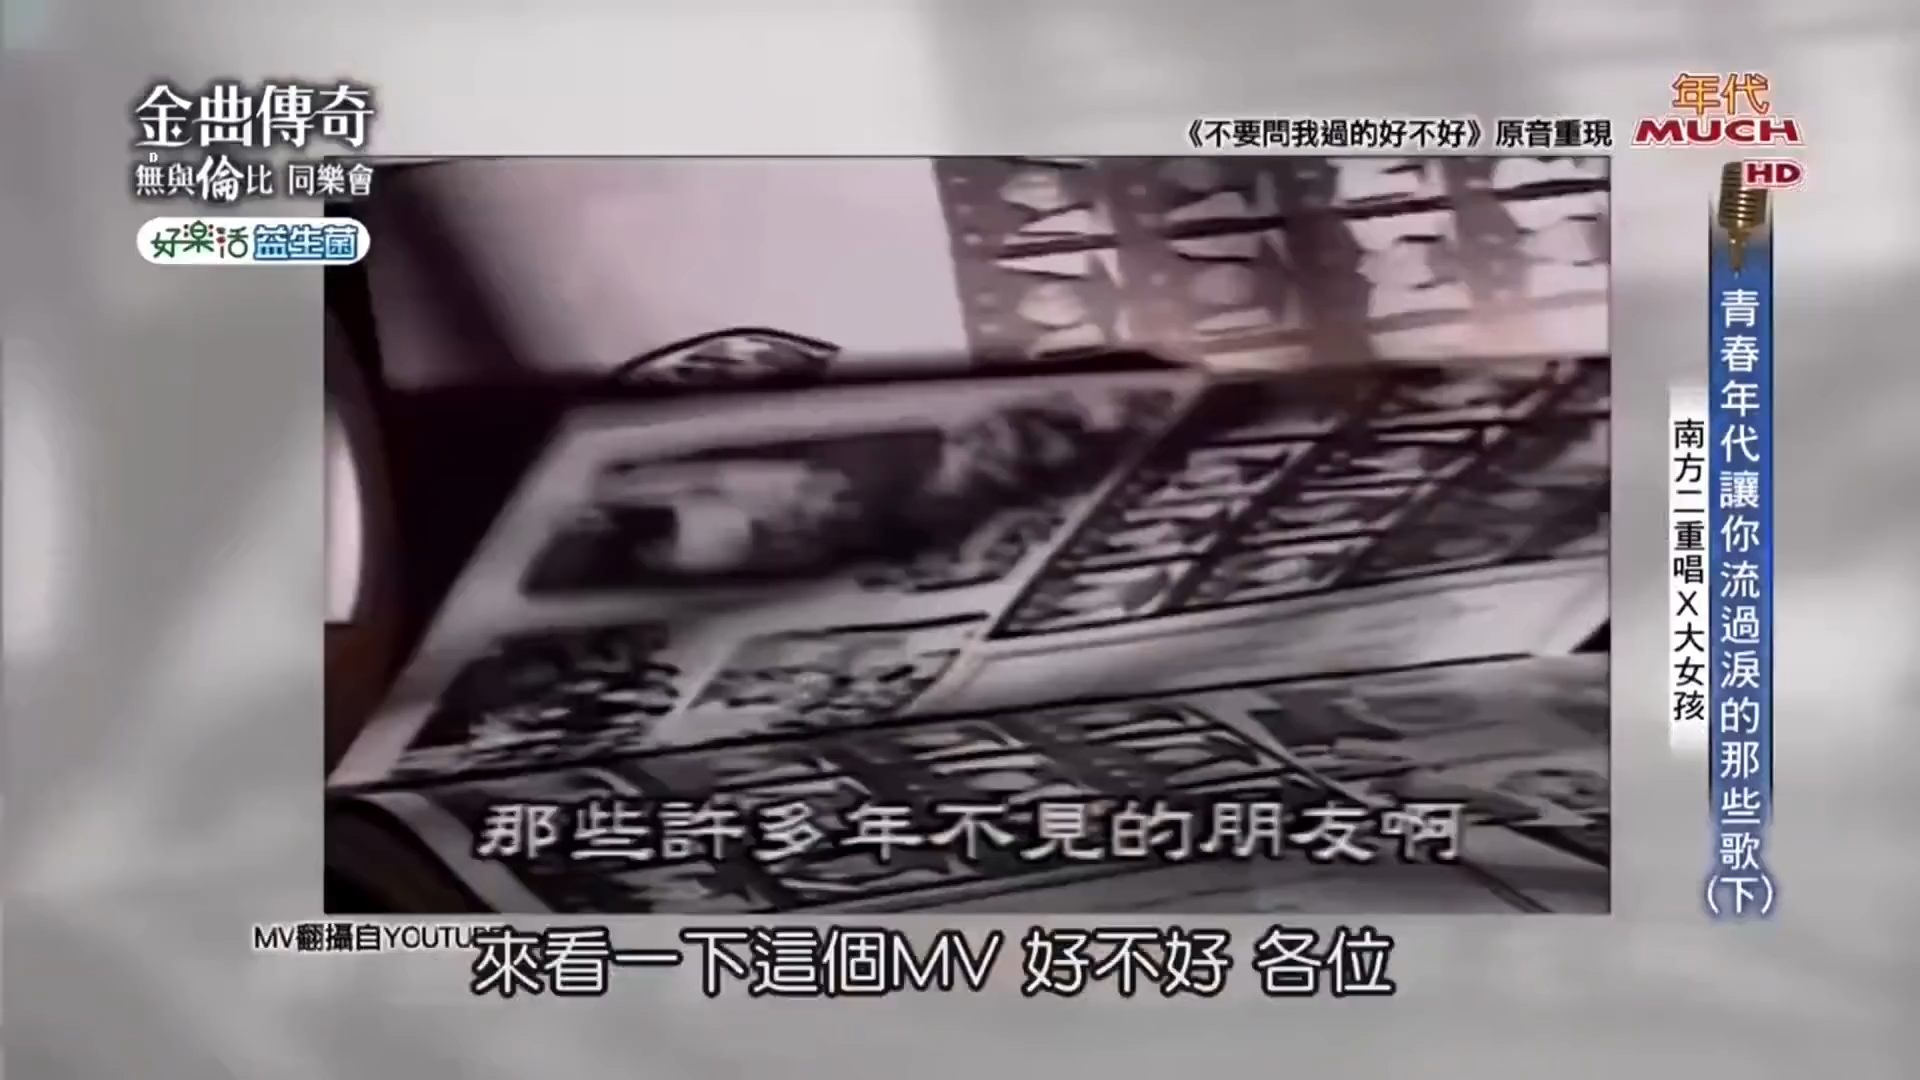 金曲傳奇
無與倫比 同樂會
D
好樂活益生菌
《不要問我過的好不好》原音重現
年代
MUCH
HD
青春年代讓你流過淚的那些歌(下)
南方二重唱X大女孩
那些許多年不見的朋友啊
MV翻攝自YOUTUBE
來看一下這個MV 好不好 各位